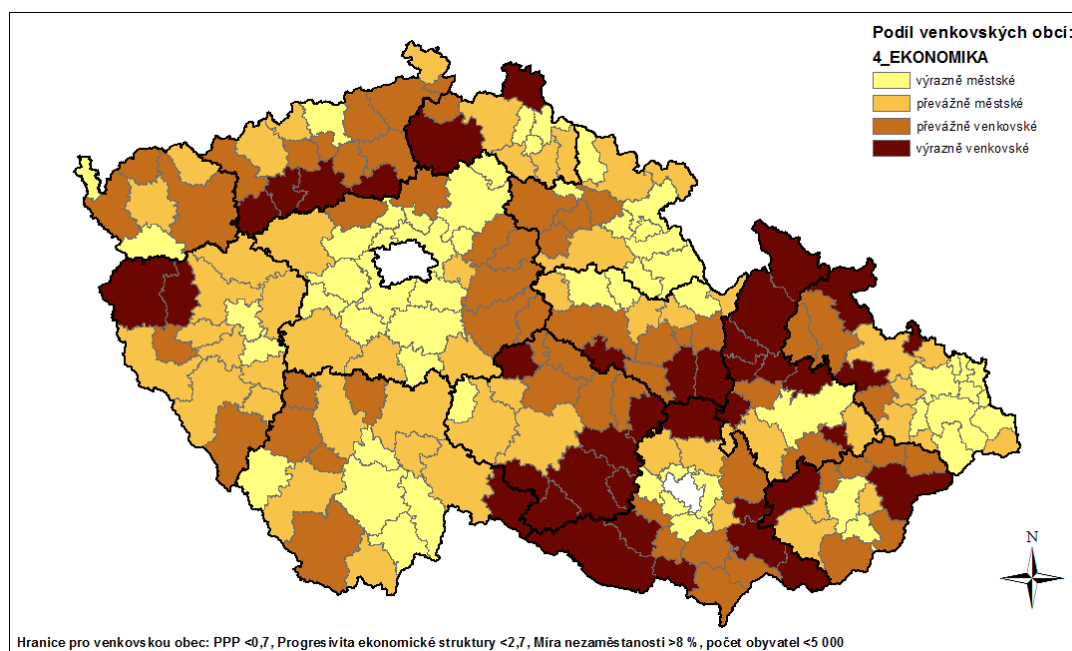 Podíl venkovských obcí:
4_EKONOMIKA
výrazně městské
převážně městské
převážně venkovské
výrazně venkovské
N
Hranice pro venkovskou obec: PPP <0,7, Progresivita ekonomické struktury <2,7, Míra nezaměstanosti >8 %, počet obyvatel <5 000